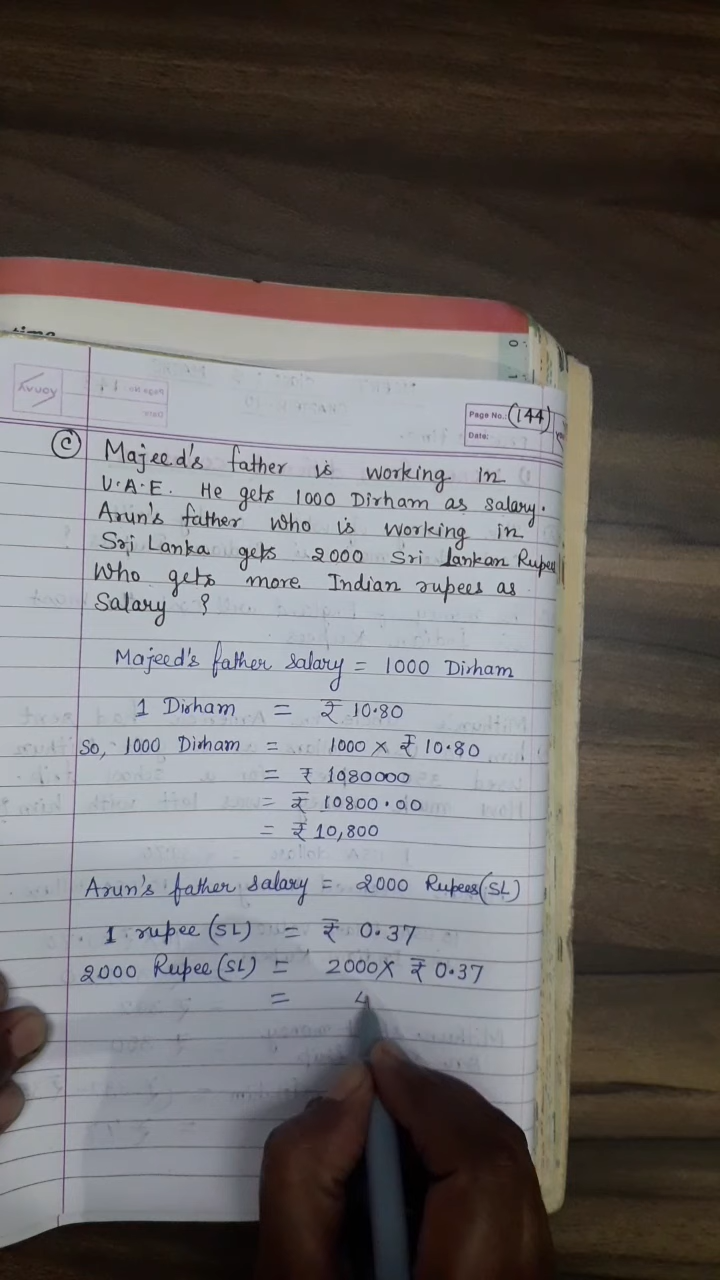 time
Page No.: (144)
Date:
(C) Majeed's father is working in
U.A.E. He gets 1000 Dirham as salary.
Arun's father who is working in
Sri Lanka gets 2000 Sri Lankan Rupee
Who gets more Indian rupees as
Salary ?
Majeed's father salary = 1000 Dirham
1 Dirham = ₹ 10.80
So, 1000 Dirham = 1000 × ₹ 10.80
= ₹ 1080000
= ₹ 10800.00
= ₹ 10,800
Arun's father salary = 2000 Rupees (SL)
1 rupee (SL) = ₹ 0.37
2000 Rupee (SL) = 2000 × ₹ 0.37
= 4